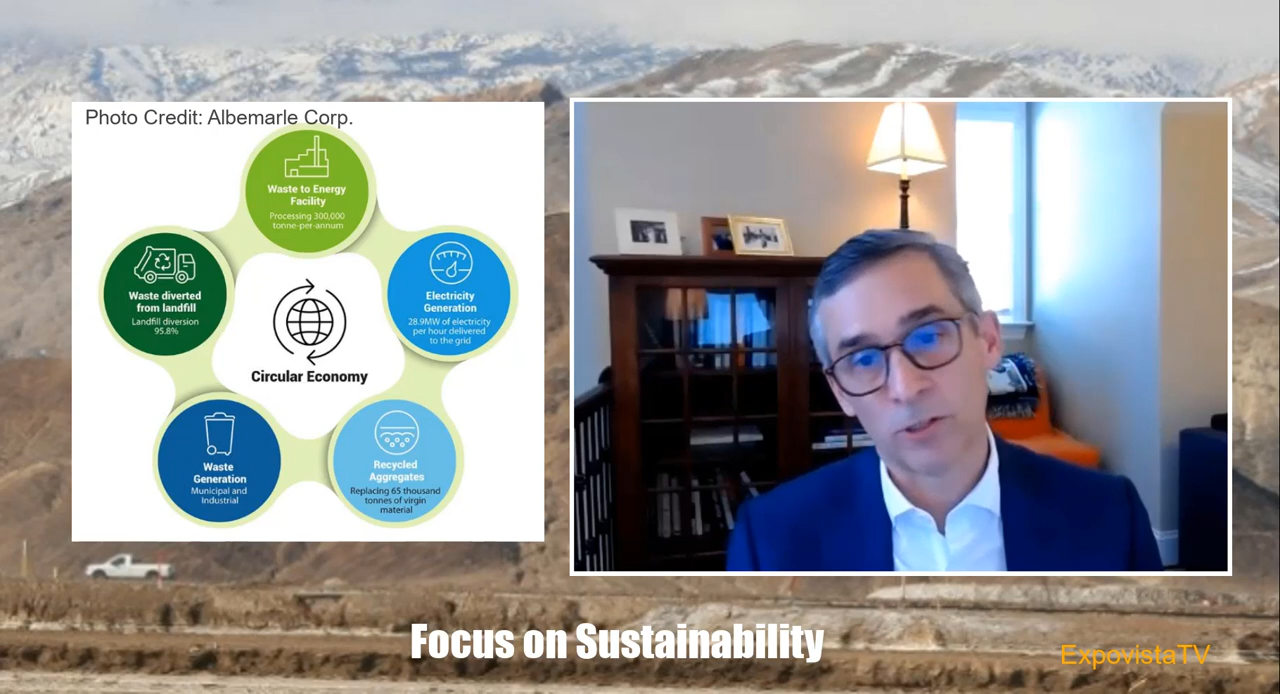 Photo Credit: Albemarle Corp.
Waste to Energy
Facility
Processing 300,000
tonne-per-annum
Waste diverted
from landfill
Landfill diversion
95.8%
Electricity
Generation
28.9MW of electricity
per hour delivered
to the grid
Circular Economy
Waste
Generation
Municipal and
Industrial
Recycled
Aggregates
Replacing 65 thousand
tonnes of virgin
material
Focus on Sustainability
ExpovistaTV